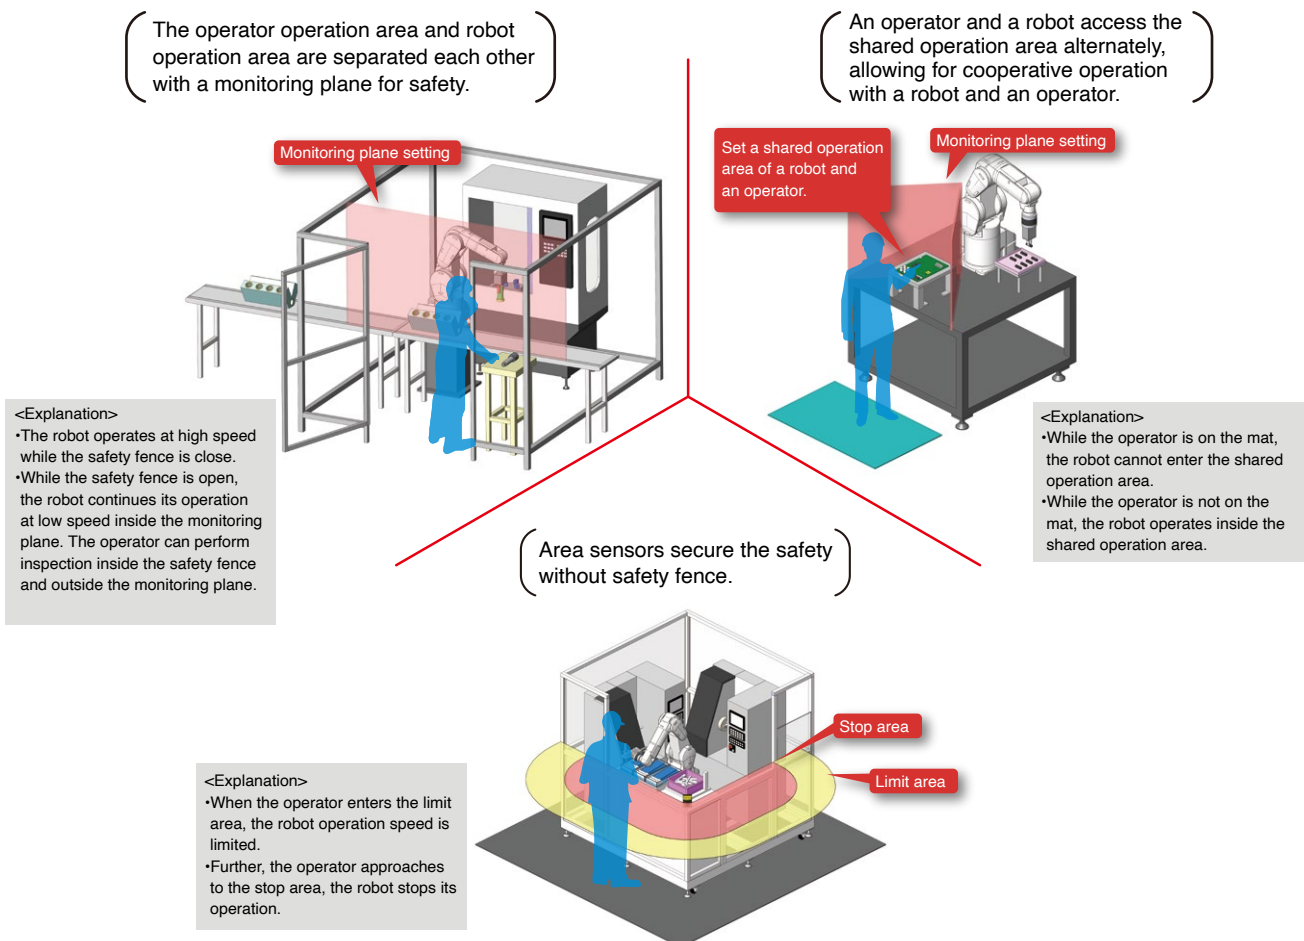 The operator operation area and robot
operation area are separated each other
with a monitoring plane for safety.
Monitoring plane setting
<Explanation>
•The robot operates at high speed
while the safety fence is close.
•While the safety fence is open,
the robot continues its operation
at low speed inside the monitoring
plane. The operator can perform
inspection inside the safety fence
and outside the monitoring plane.
An operator and a robot access the
shared operation area alternately,
allowing for cooperative operation
with a robot and an operator.
Set a shared operation
area of a robot and
an operator.
Monitoring plane setting
<Explanation>
•While the operator is on the mat,
the robot cannot enter the shared
operation area.
•While the operator is not on the
mat, the robot operates inside the
shared operation area.
Area sensors secure the safety
without safety fence.
Stop area
Limit area
<Explanation>
•When the operator enters the limit
area, the robot operation speed is
limited.
•Further, the operator approaches
to the stop area, the robot stops its
operation.